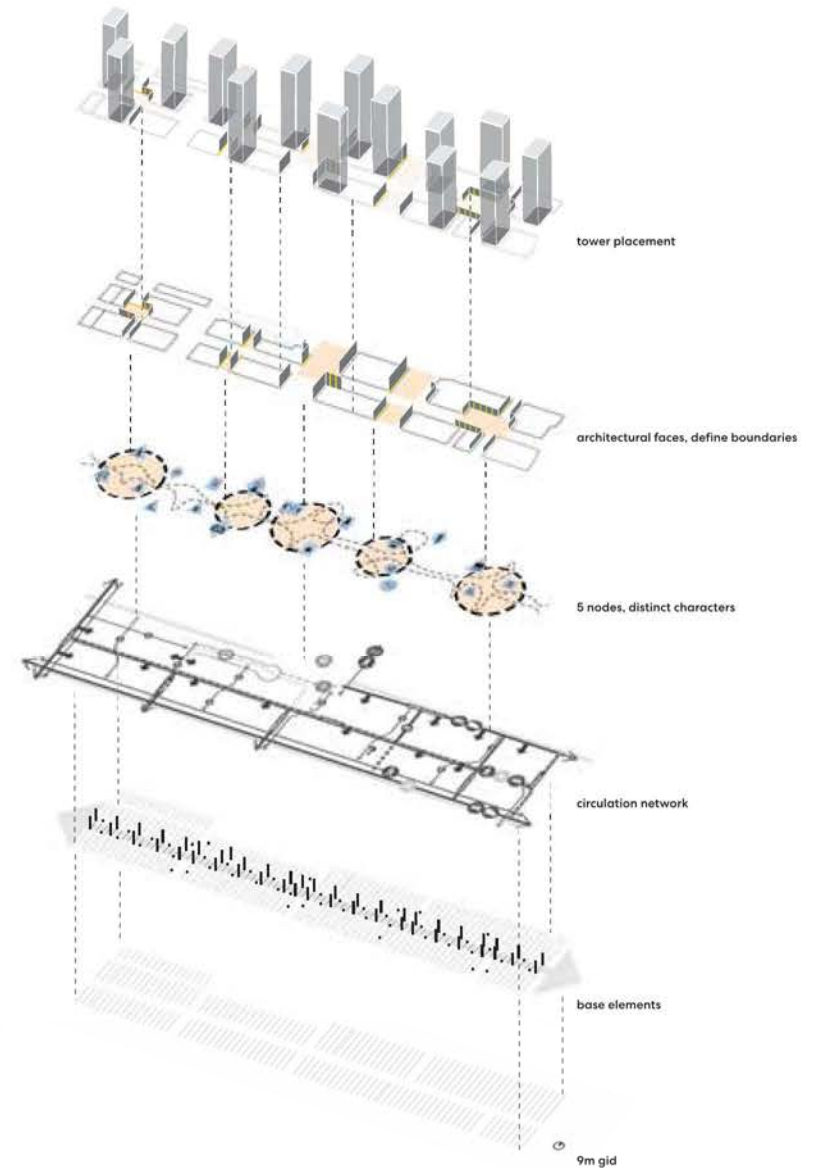 tower placement
architectural faces, define boundaries
5 nodes, distinct characters
circulation network
base elements
9m gid